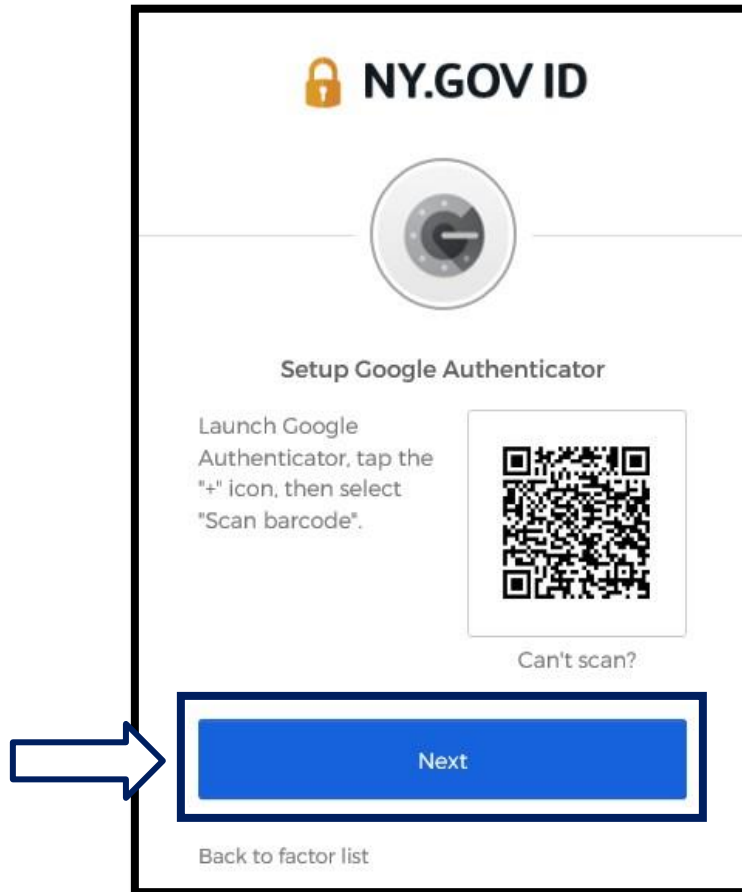 NY.GOV ID
Setup Google Authenticator
Launch Google
Authenticator, tap the
"+" icon, then select
"Scan barcode".
Can't scan?
Next
Back to factor list